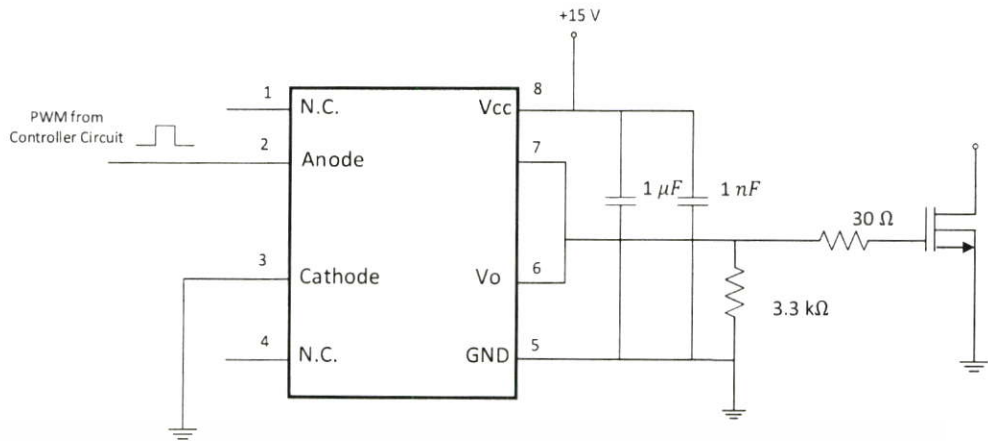 +15 V
1
N.C.
Vcc
8
PWM from
Controller Circuit
2
Anode
7
1 μF
1 nF
30 Ω
3
Cathode
Vo
6
3.3 kΩ
4
N.C.
GND
5